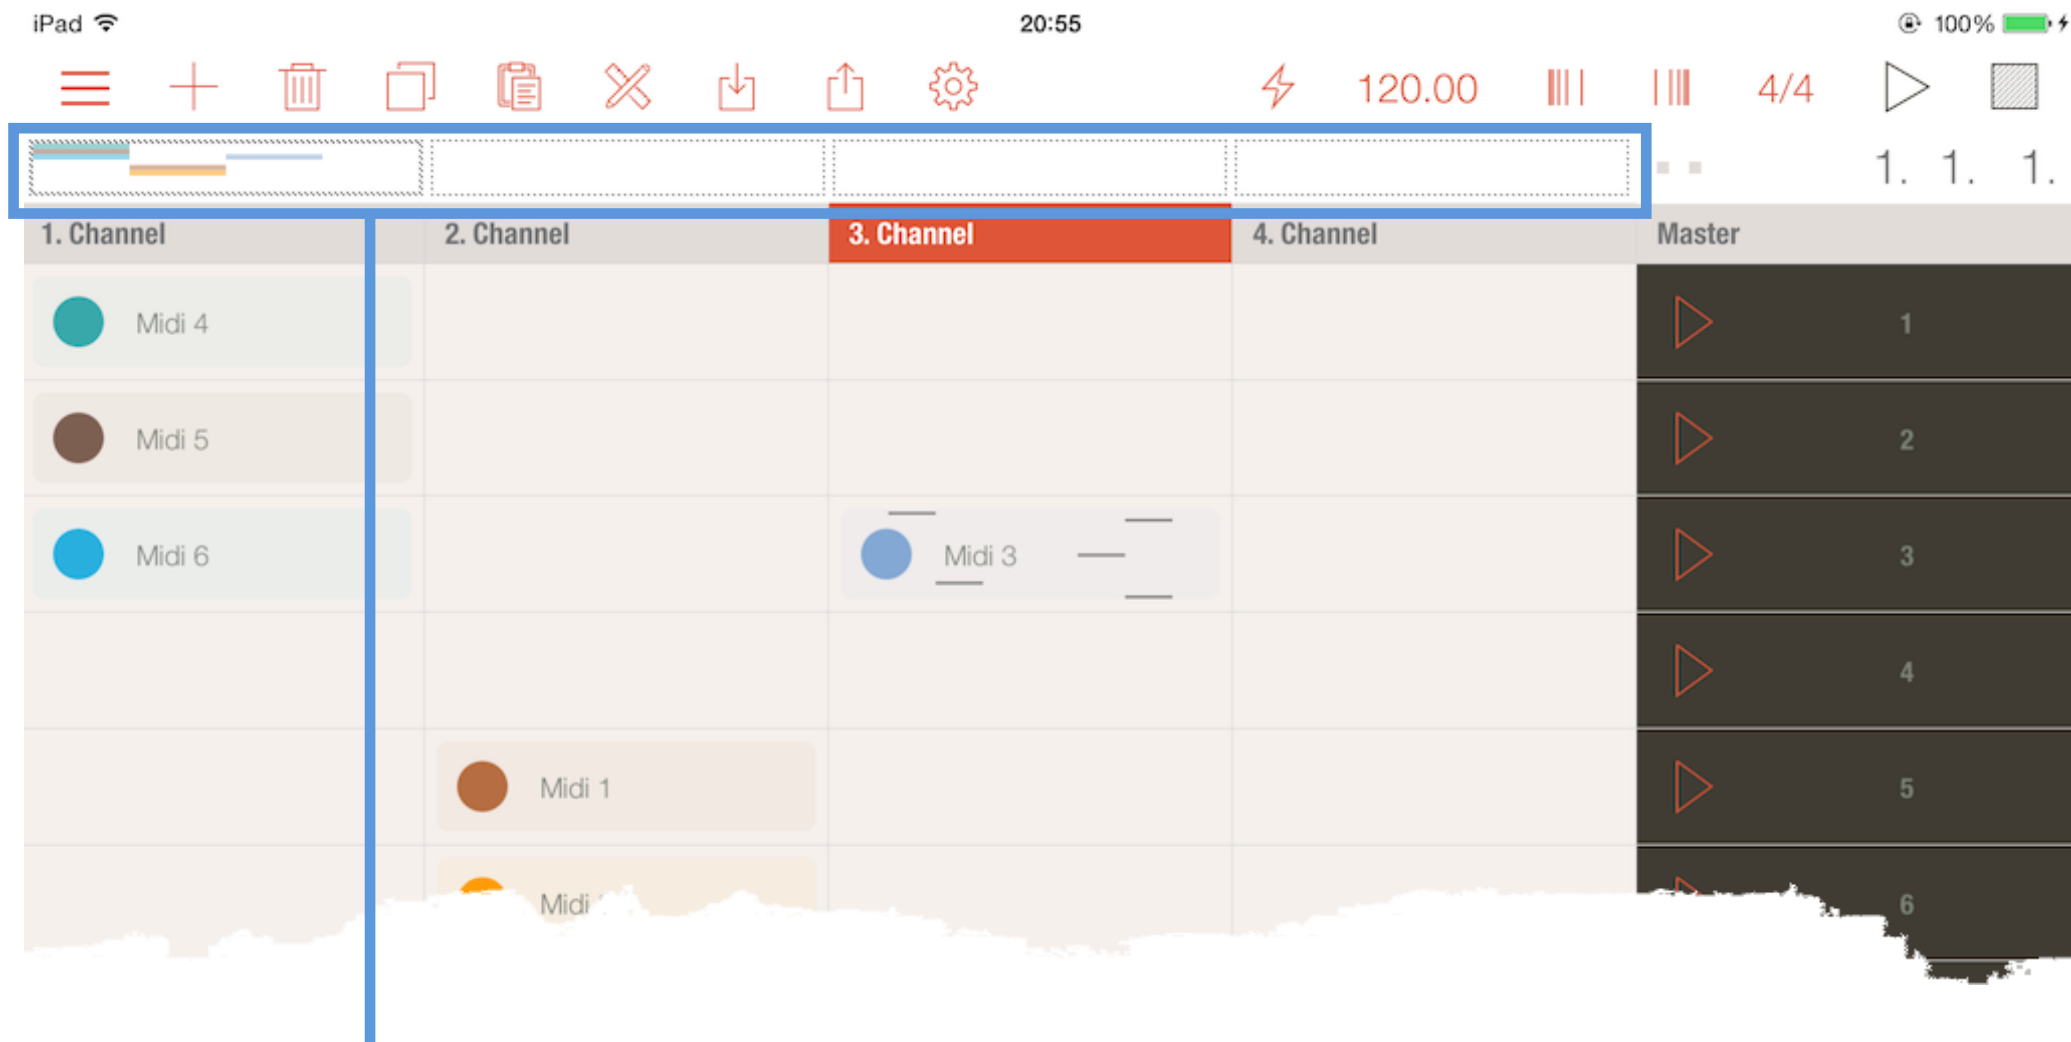 iPad 20:55 100%
120.00 4/4
1. 1. 1.
1. Channel 2. Channel 3. Channel 4. Channel Master
Midi 4 1
Midi 5 2
Midi 6 Midi 3 3
4
Midi 1 5
Midi 6